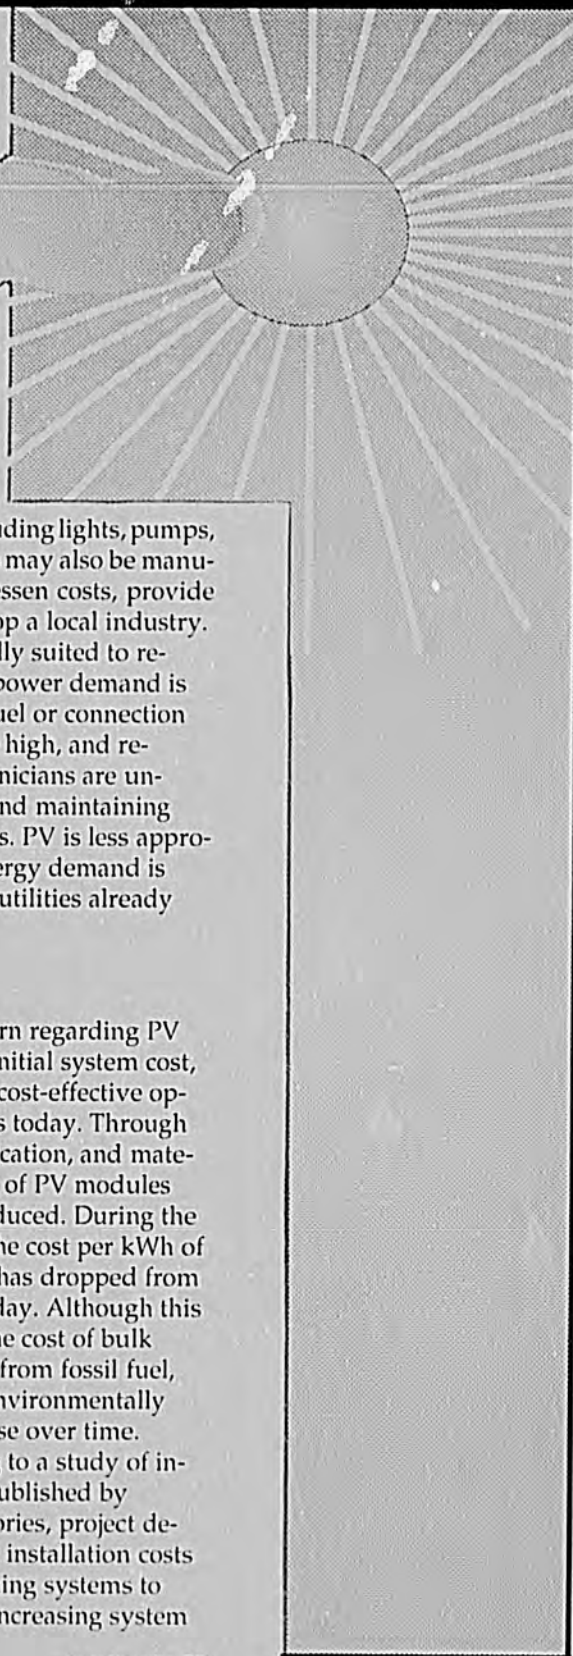 uding lights, pumps,
may also be manu-
essen costs, provide
op a local industry.
lly suited to re-
power demand is
uel or connection
high, and re-
nicians are un-
nd maintaining
s. PV is less appro-
ergy demand is
utilities already
rn regarding PV
nitial system cost,
cost-effective op-
s today. Through
cation, and mate-
of PV modules
duced. During the
he cost per kWh of
has dropped from
day. Although this
he cost of bulk
from fossil fuel,
nvironmentally
se over time.
to a study of in-
ublished by
ories, project de-
installation costs
ing systems to
ncreasing system